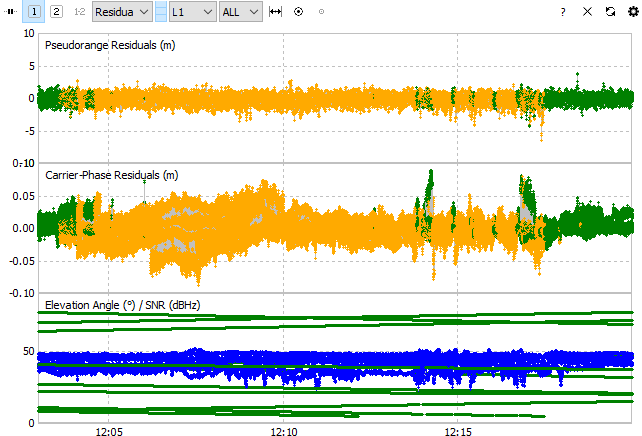 1 2 1-2 Residua L1 ALL ?
10
Pseudorange Residuals (m)
5
0
-5
-10
0.10
Carrier-Phase Residuals (m)
0.05
0.00
-0.05
-0.10
Elevation Angle (°) / SNR (dBHz)
50
0
12:05 12:10 12:15